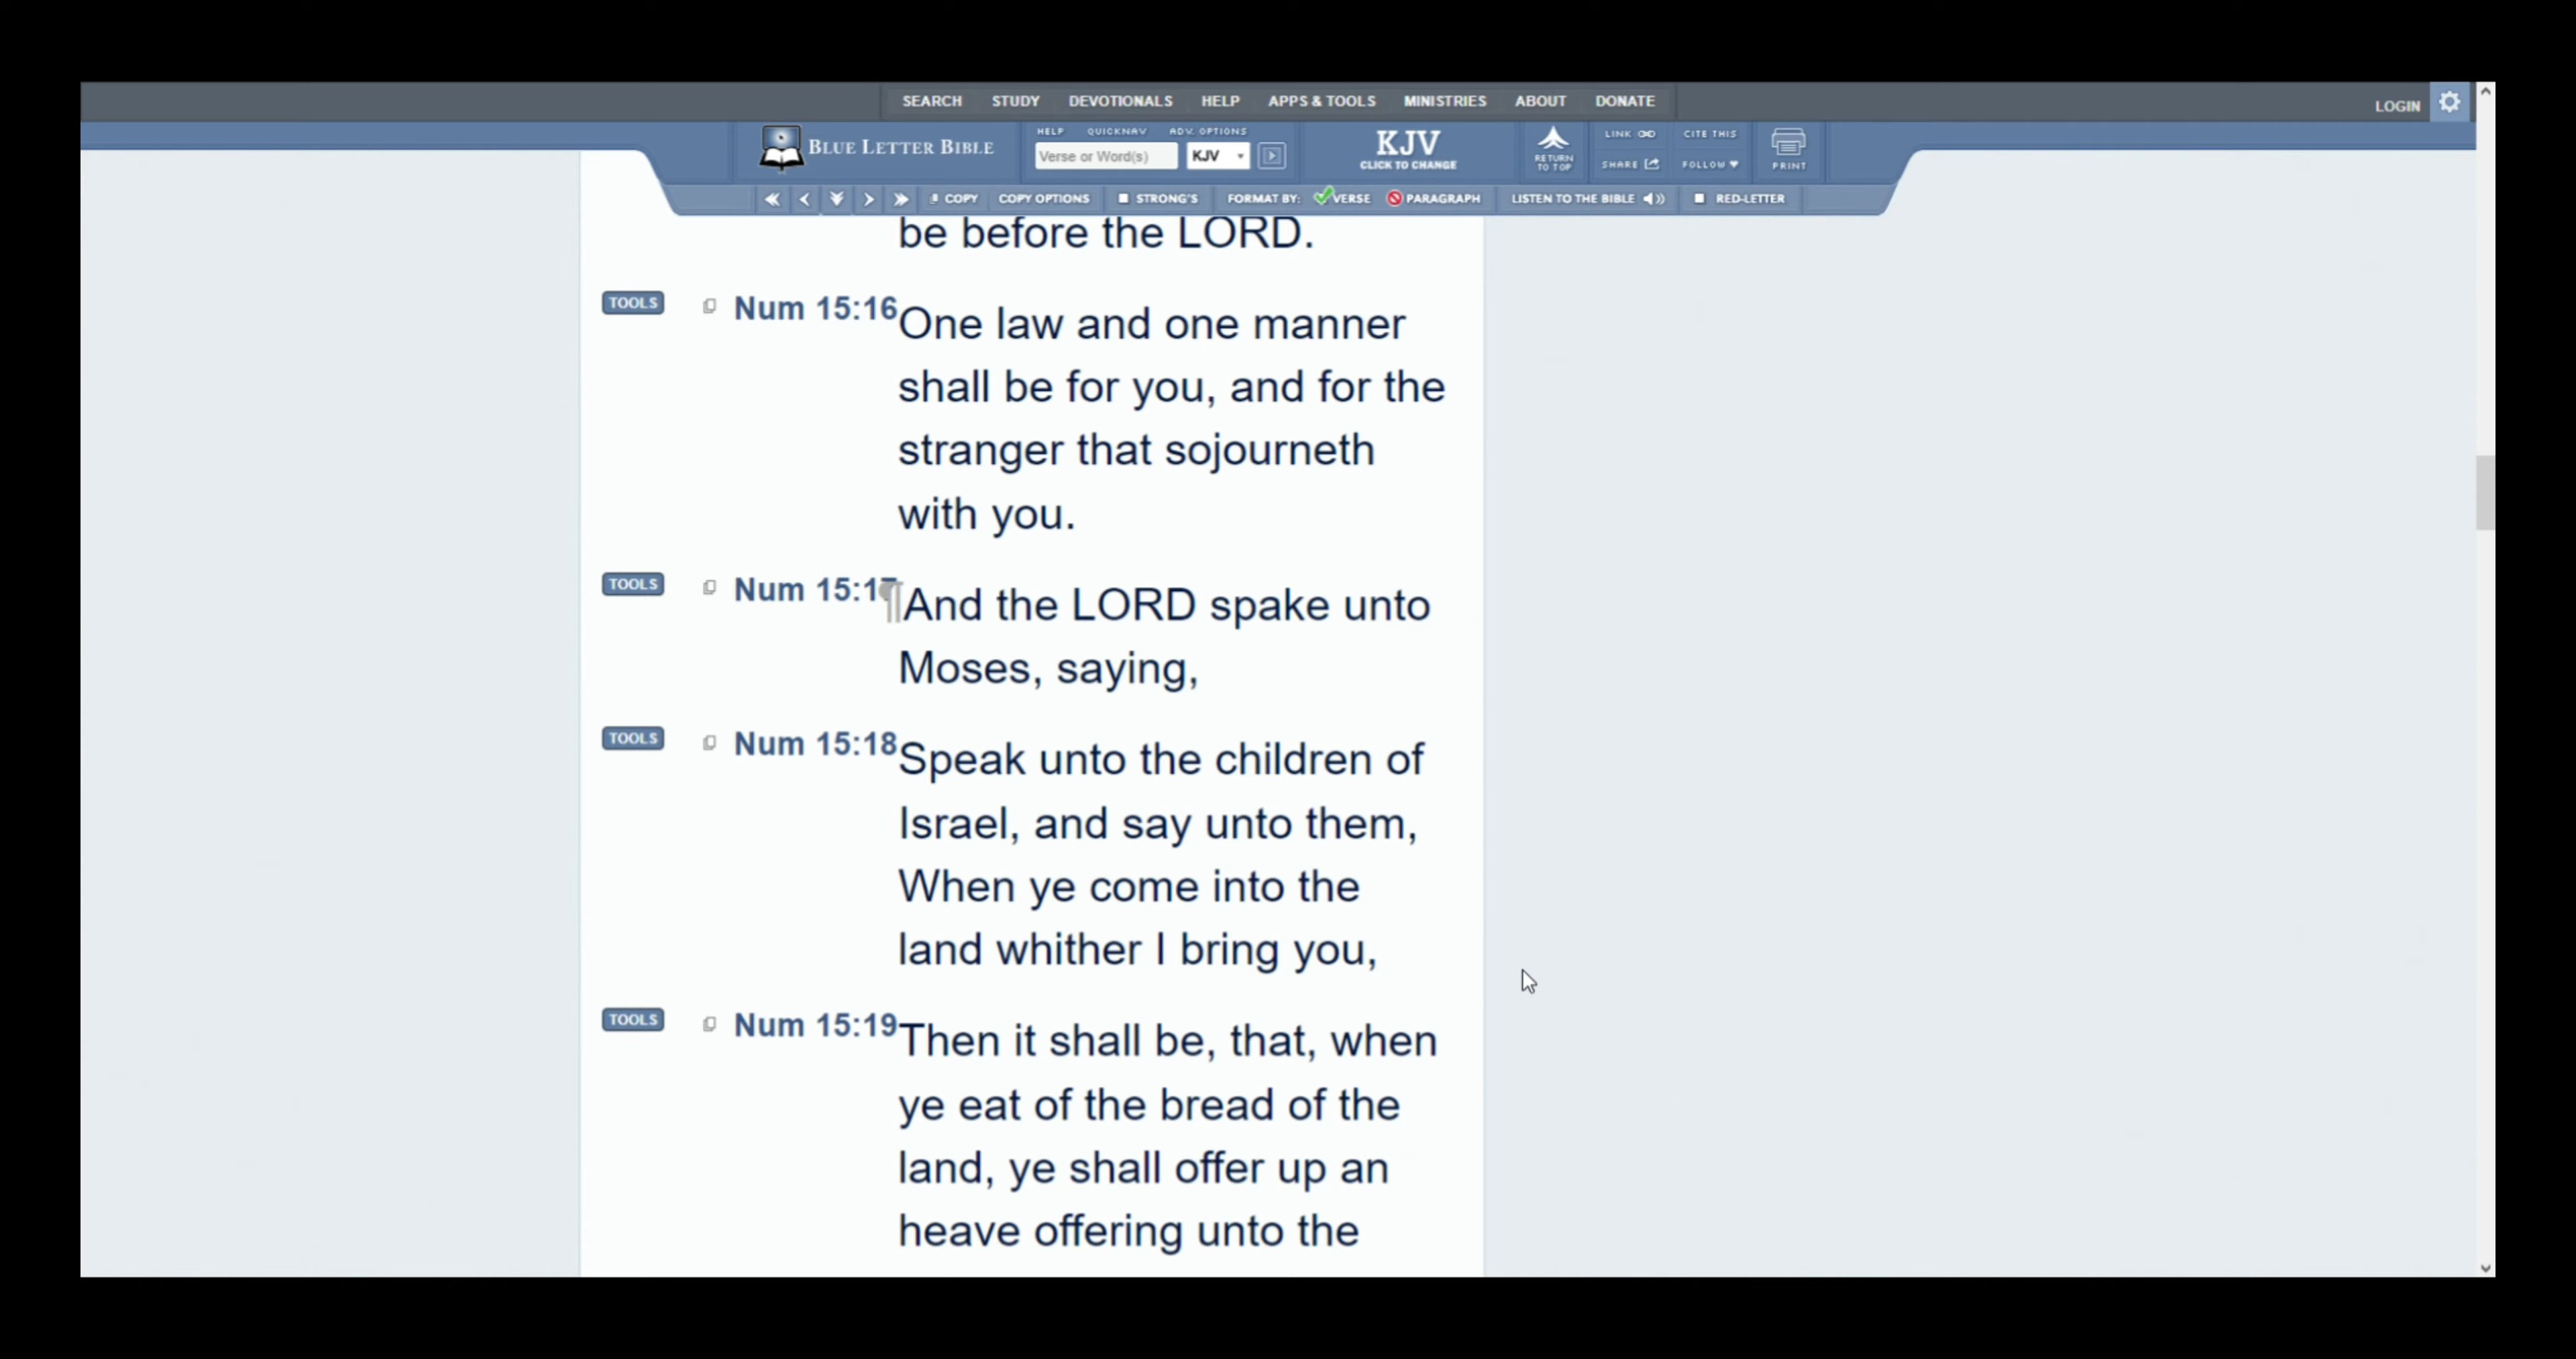 SEARCH STUDY DEVOTIONALS HELP APPS & TOOLS MINISTRIES ABOUT DONATE
LOGIN
BLUE LETTER BIBLE
HELP QUICKNAV ADV. OPTIONS
Verse or Word(s) KJV
KJV
CLICK TO CHANGE
RETURN
TO TOP
LINK CITE THIS
SHARE FOLLOW
PRINT
COPY COPY OPTIONS STRONG'S FORMAT BY: VERSE PARAGRAPH LISTEN TO THE BIBLE RED-LETTER
be before the LORD.
TOOLS Num 15:16 One law and one manner
shall be for you, and for the
stranger that sojourneth
with you.
TOOLS Num 15:17 ¶And the LORD spake unto
Moses, saying,
TOOLS Num 15:18 Speak unto the children of
Israel, and say unto them,
When ye come into the
land whither I bring you,
TOOLS Num 15:19 Then it shall be, that, when
ye eat of the bread of the
land, ye shall offer up an
heave offering unto the